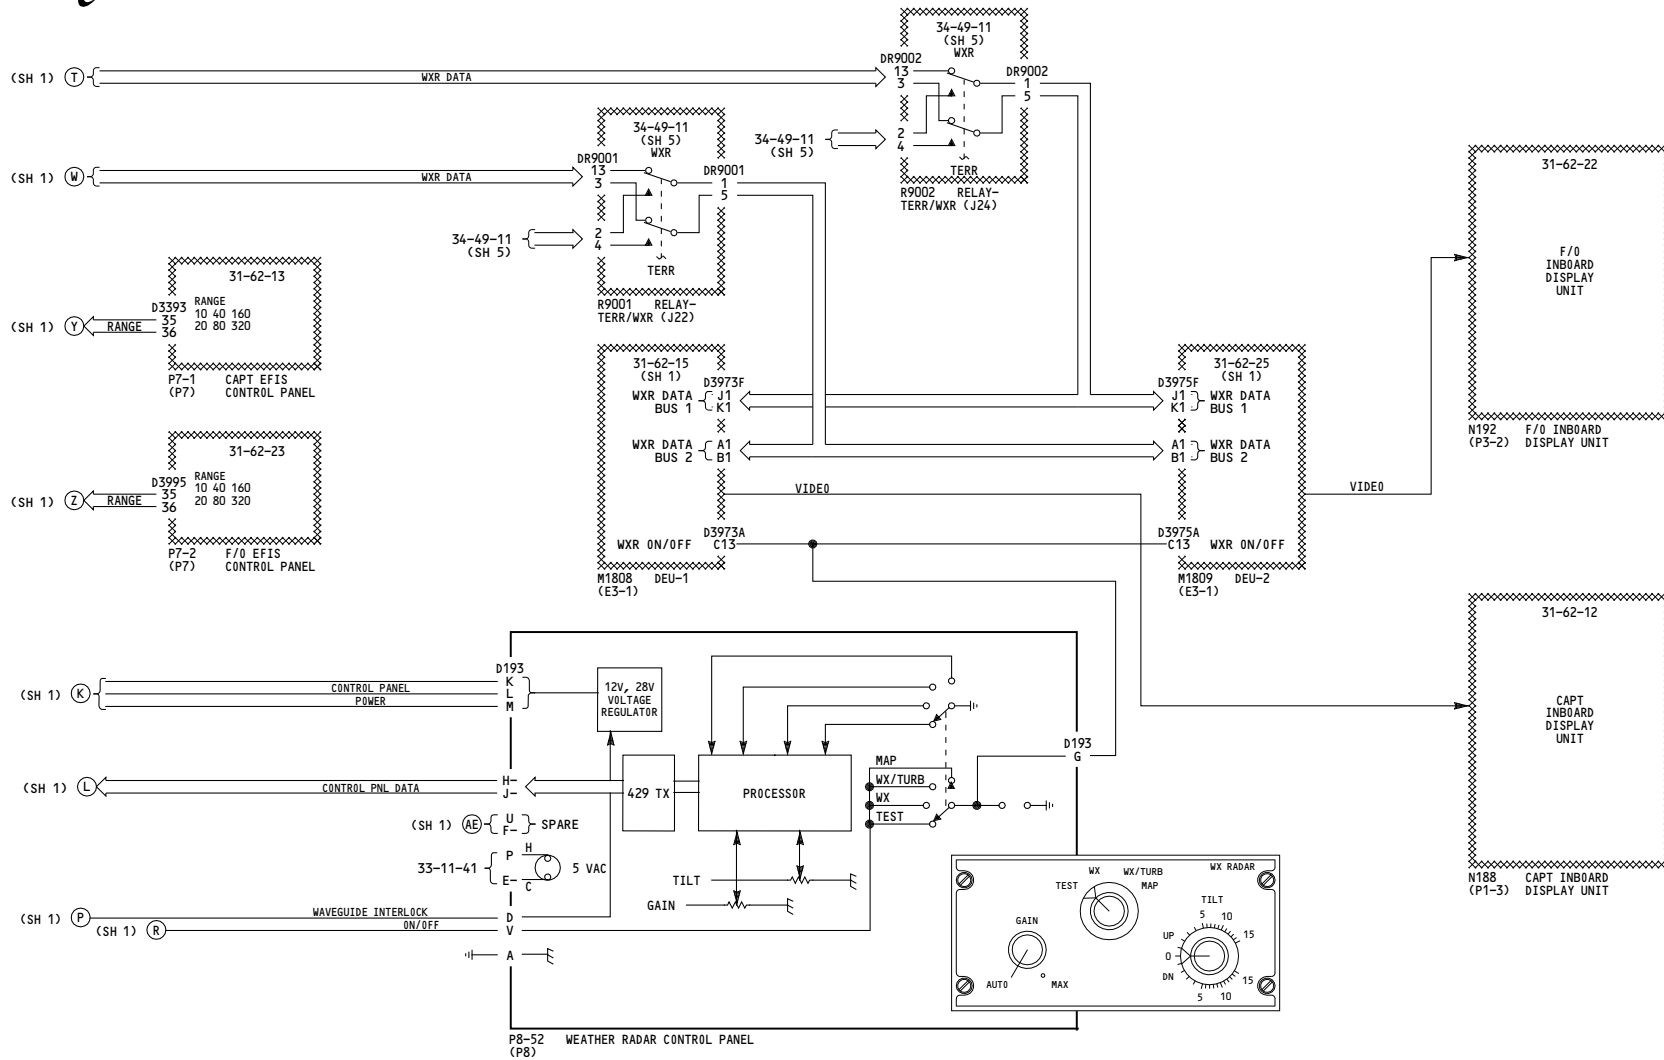 34-49-11
(SH 5)
WXR
DR9002
13
3
2
4
DR9002
1
5
TERR
R9002 RELAY-
TERR/WXR (J24)
34-49-11
(SH 5)
(SH 1) T
WXR DATA
34-49-11
(SH 5)
WXR
DR9001
13
3
2
4
DR9001
1
5
TERR
R9001 RELAY-
TERR/WXR (J22)
34-49-11
(SH 5)
(SH 1) W
WXR DATA
31-62-22
F/O
INBOARD
DISPLAY
UNIT
N192 F/O INBOARD
(P3-2) DISPLAY UNIT
31-62-13
D3393
35
36
RANGE
10 40 160
20 80 320
(SH 1) Y
RANGE
P7-1 CAPT EFIS
(P7) CONTROL PANEL
31-62-23
D3995
35
36
RANGE
10 40 160
20 80 320
(SH 1) Z
RANGE
P7-2 F/O EFIS
(P7) CONTROL PANEL
31-62-15
(SH 1)
D3973F
WXR DATA
BUS 1
J1
K1
WXR DATA
BUS 2
A1
B1
VIDEO
D3973A
WXR ON/OFF C13
M1808 DEU-1
(E3-1)
31-62-25
(SH 1)
D3975F
J1
K1
WXR DATA
BUS 1
A1
B1
WXR DATA
BUS 2
VIDEO
D3975A
C13 WXR ON/OFF
M1809 DEU-2
(E3-1)
31-62-12
CAPT
INBOARD
DISPLAY
UNIT
N188 CAPT INBOARD
(P1-3) DISPLAY UNIT
D193
K
L
M
(SH 1) K
CONTROL PANEL
POWER
12V, 28V
VOLTAGE
REGULATOR
D193
G
(SH 1) L
CONTROL PNL DATA
H-
J-
429 TX
PROCESSOR
MAP
WX/TURB
WX
TEST
(SH 1) AE
U
F-
SPARE
33-11-41
P
E-
H
C
5 VAC
TILT
GAIN
(SH 1) P
WAVEGUIDE INTERLOCK
D
(SH 1) R
ON/OFF
V
A
WX RADAR
TEST
WX
WX/TURB
MAP
GAIN
AUTO
MAX
TILT
UP
0
DN
5
10
15
15
10
5
P8-52 WEATHER RADAR CONTROL PANEL
(P8)